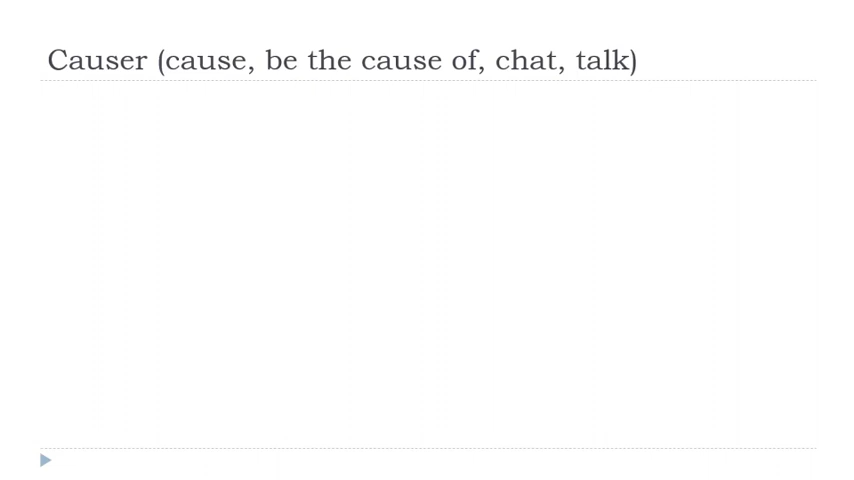 Causer (cause, be the cause of, chat, talk)